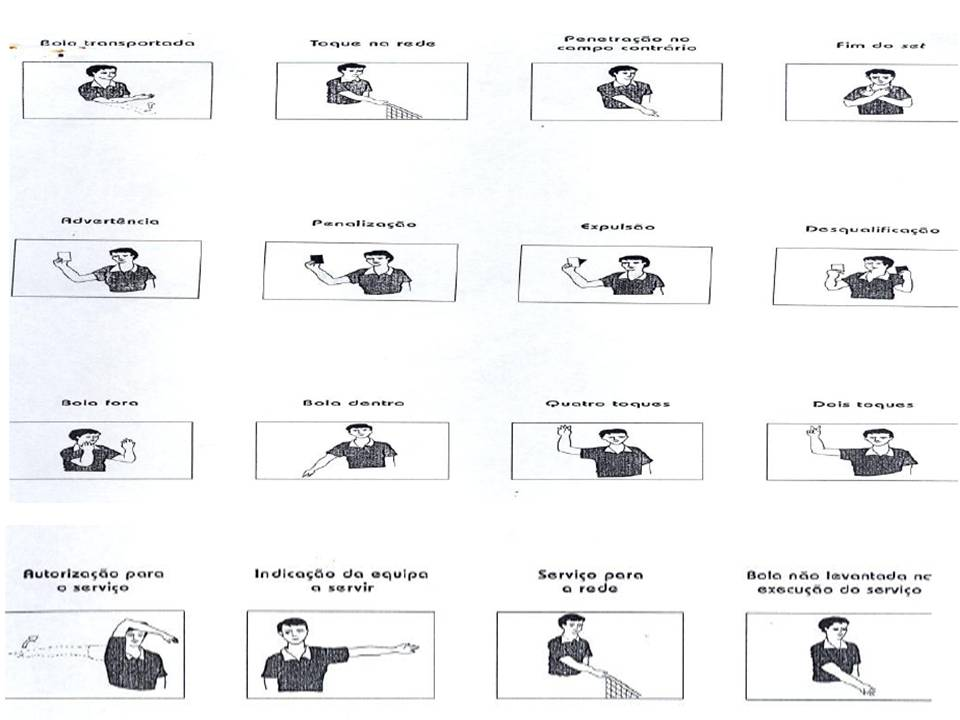 Bola transportada
Toque na rede
Penetração no
campo contrário
Fim do set
Advertência
Penalização
Expulsão
Desqualificação
Bola fora
Bola dentro
Quatro toques
Dois toques
Autorização para
o serviço
Indicação da equipa
a servir
Serviço para
a rede
Bola não levantada na
execução do serviço